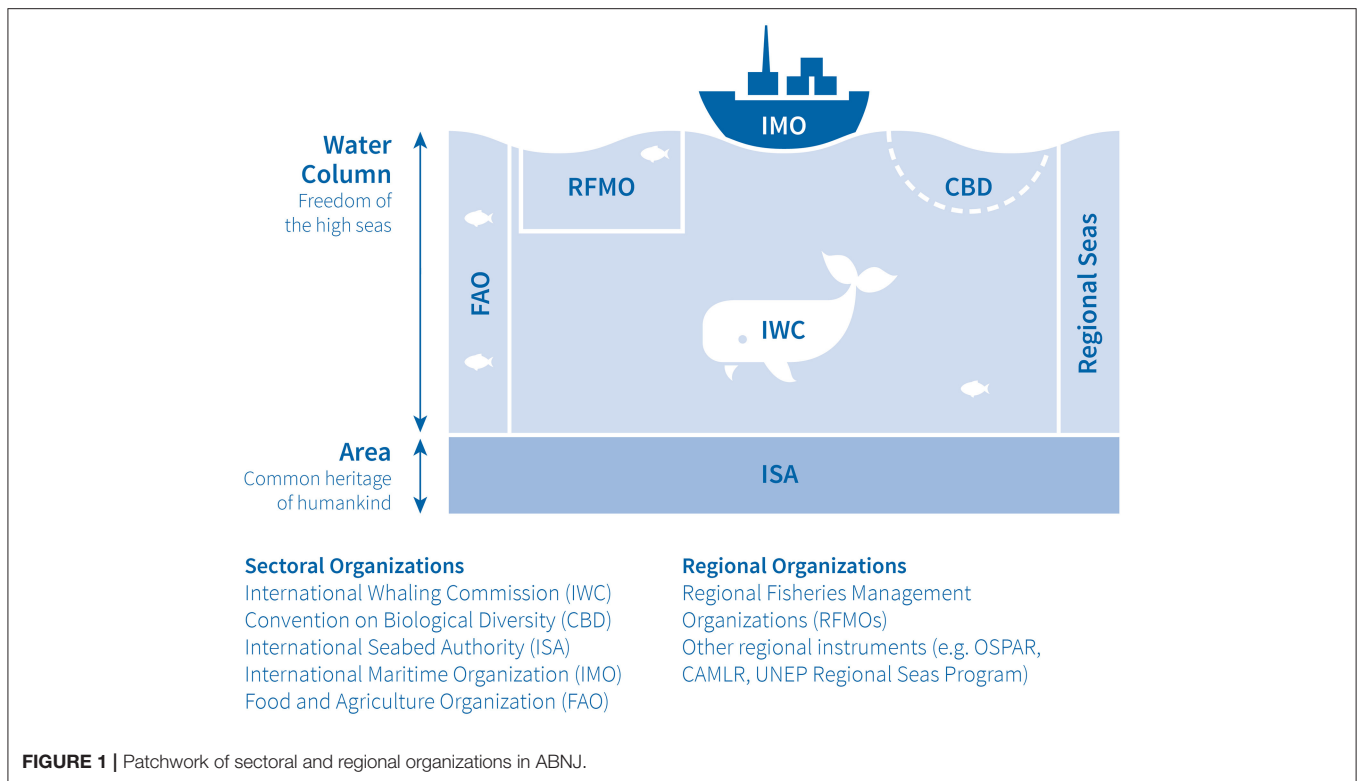 IMO
Water
Column
Freedom of
the high seas
RFMO
CBD
FAO
IWC
Regional Seas
Area
Common heritage
of humankind
ISA
Sectoral Organizations
International Whaling Commission (IWC)
Convention on Biological Diversity (CBD)
International Seabed Authority (ISA)
International Maritime Organization (IMO)
Food and Agriculture Organization (FAO)
Regional Organizations
Regional Fisheries Management
Organizations (RFMOs)
Other regional instruments (e.g. OSPAR,
CAMLR, UNEP Regional Seas Program)
FIGURE 1 | Patchwork of sectoral and regional organizations in ABNJ.